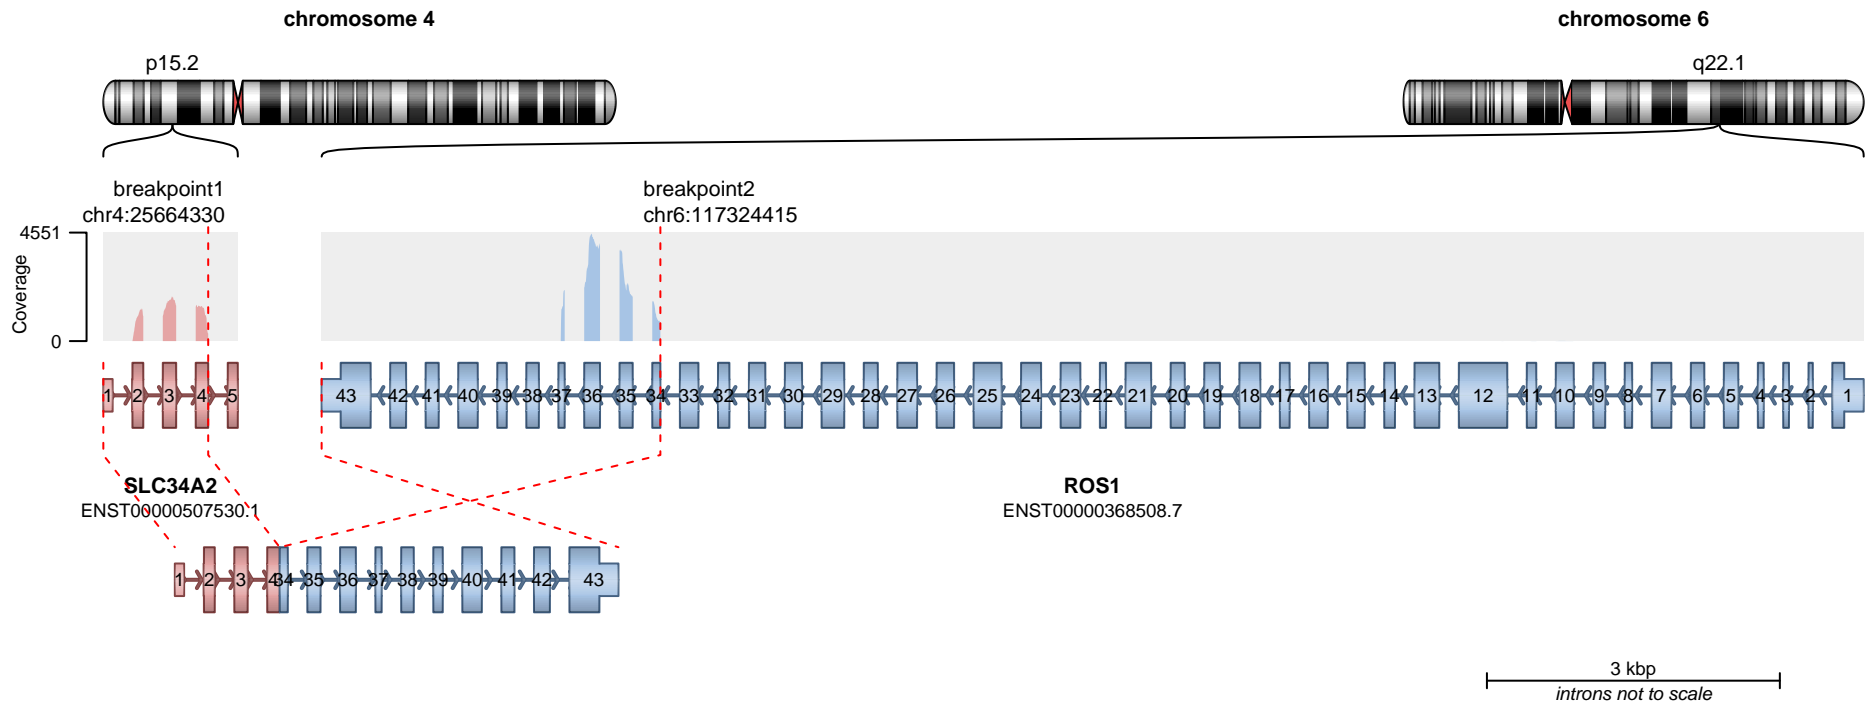 chromosome 4
chromosome 6
p15.2
q22.1
breakpoint1
chr4:25664330
breakpoint2
chr6:117324415
4551
Coverage
0
1 2 3 4 5
43 42 41 40 39 38 37 36 35 34 33 32 31 30 29 28 27 26 25 24 23 22 21 20 19 18 17 16 15 14 13 12 11 10 9 8 7 6 5 4 3 2 1
SLC34A2
ENST00000507530.1
ROS1
ENST00000368508.7
1 2 3 4 34 35 36 37 38 39 40 41 42 43
3 kbp
introns not to scale